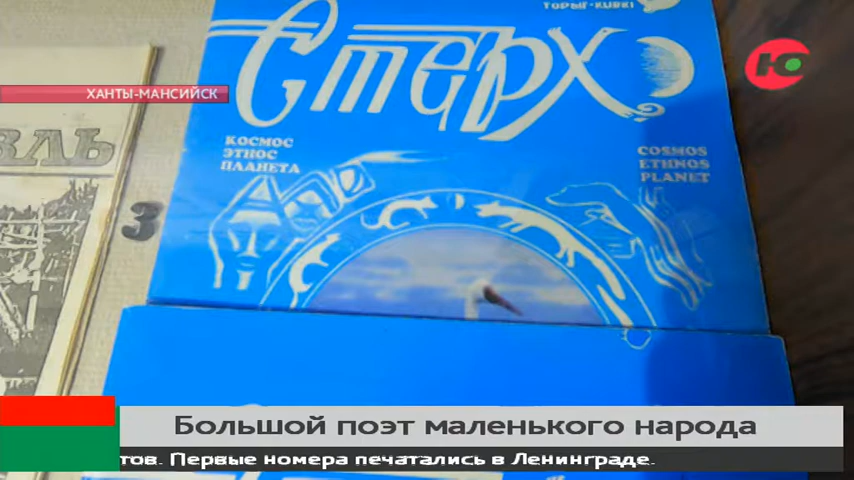 ТОРЫГ·KURKI
Стерх
Ю
ХАНТЫ-МАНСИЙСК
КОСМОС
ЭТНОС
ПЛАНЕТА
COSMOS
ETHNOS
PLANET
3
Большой поэт маленького народа
тов. Первые номера печатались в Ленинграде.